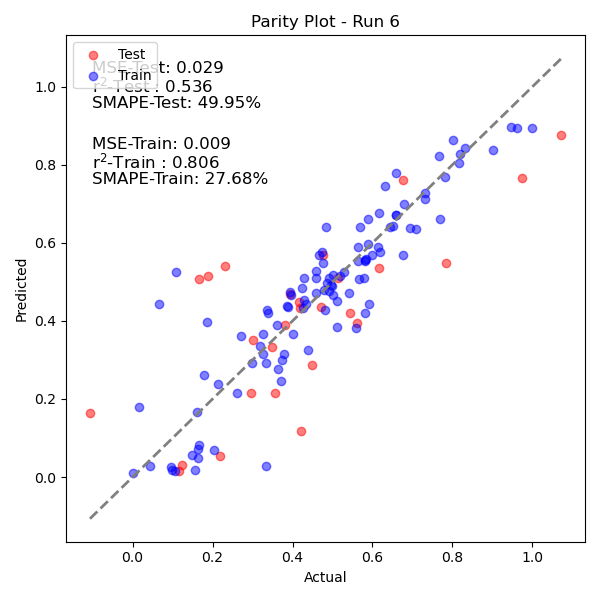 Parity Plot - Run 6
Test
Train
MSE-Test: 0.029
r²-Test : 0.536
SMAPE-Test: 49.95%
MSE-Train: 0.009
r²-Train : 0.806
SMAPE-Train: 27.68%
Predicted
1.0
0.8
0.6
0.4
0.2
0.0
0.0 0.2 0.4 0.6 0.8 1.0
Actual